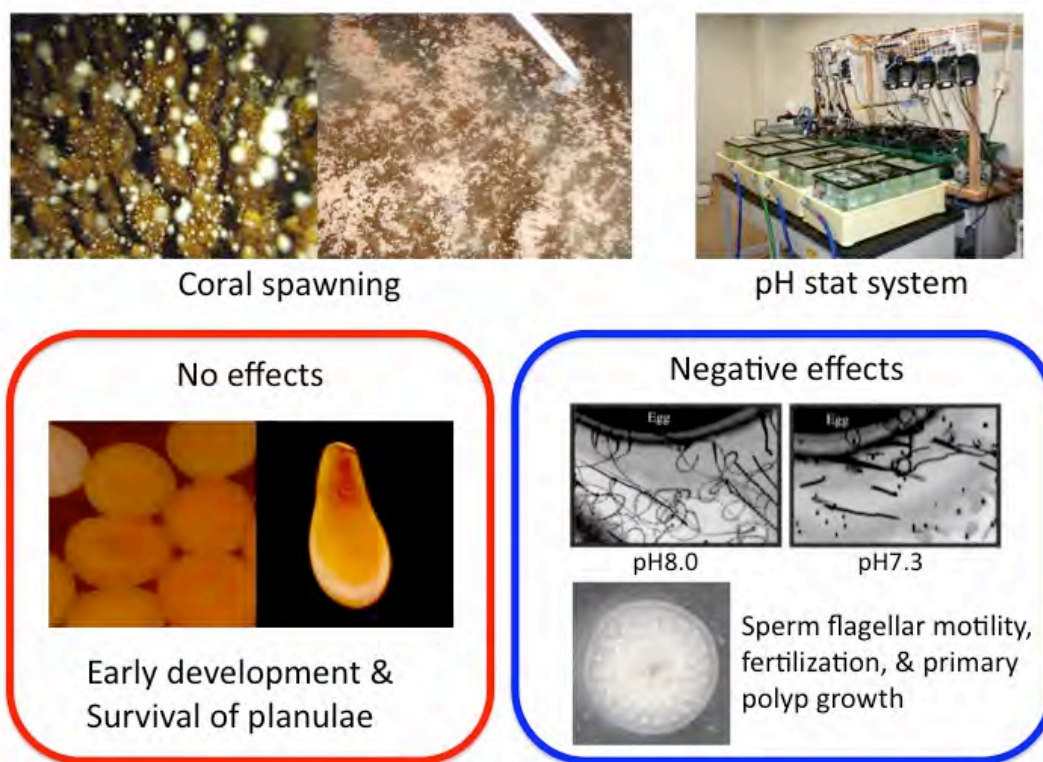 Coral spawning
pH stat system
No effects
Early development &
Survival of planulae
Negative effects
Egg
Egg
pH8.0
pH7.3
Sperm flagellar motility,
fertilization, & primary
polyp growth